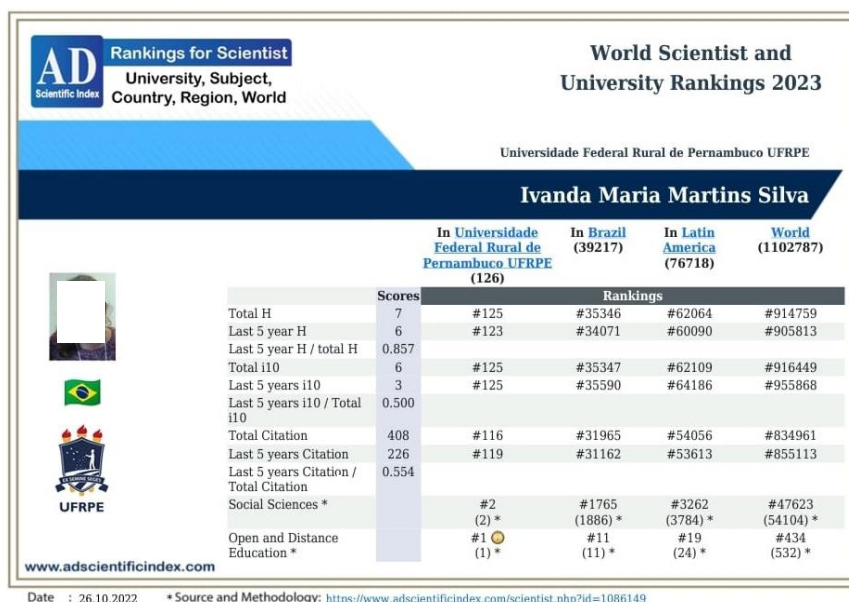 AD
Scientific Index
Rankings for Scientist
University, Subject,
Country, Region, World
World Scientist and
University Rankings 2023
Universidade Federal Rural de Pernambuco UFRPE
Ivanda Maria Martins Silva
In Universidade Federal Rural de Pernambuco UFRPE (126) In Brazil (39217) In Latin America (76718) World (1102787)
Scores Rankings
Total H 7 #125 #35346 #62064 #914759
Last 5 year H 6 #123 #34071 #60090 #905813
Last 5 year H / total H 0.857
Total i10 6 #125 #35347 #62109 #916449
Last 5 years i10 3 #125 #35590 #64186 #955868
Last 5 years i10 / Total i10 0.500
Total Citation 408 #116 #31965 #54056 #834961
Last 5 years Citation 226 #119 #31162 #53613 #855113
Last 5 years Citation / Total Citation 0.554
Social Sciences * #2 (2) * #1765 (1886) * #3262 (3784) * #47623 (54104) *
Open and Distance Education * #1 (1) * #11 (11) * #19 (24) * #434 (532) *
EX SEMINE SEGES
UFRPE
www.adscientificindex.com
Date : 26.10.2022 * Source and Methodology: https://www.adscientificindex.com/scientist.php?id=1086149